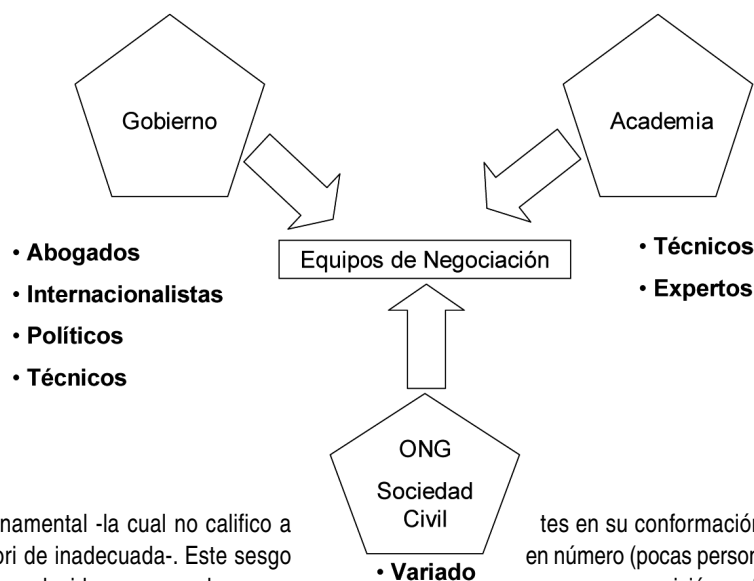 Gobierno
Academia
Equipos de Negociación
• Abogados
• Internacionalistas
• Políticos
• Técnicos
• Técnicos
• Expertos
ONG
Sociedad
Civil
• Variado
namental -la cual no califico a
ori de inadecuada-. Este sesgo
tes en su conformación
en número (pocas person